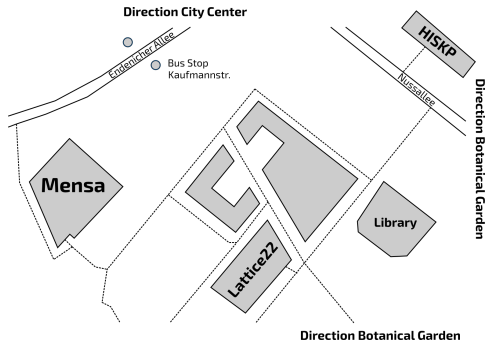 Direction City Center
HISKP
Endenicher Allee
Bus Stop
Kaufmannstr.
Nussallee
Direction Botanical Garden
Mensa
Library
Lattice22
Direction Botanical Garden